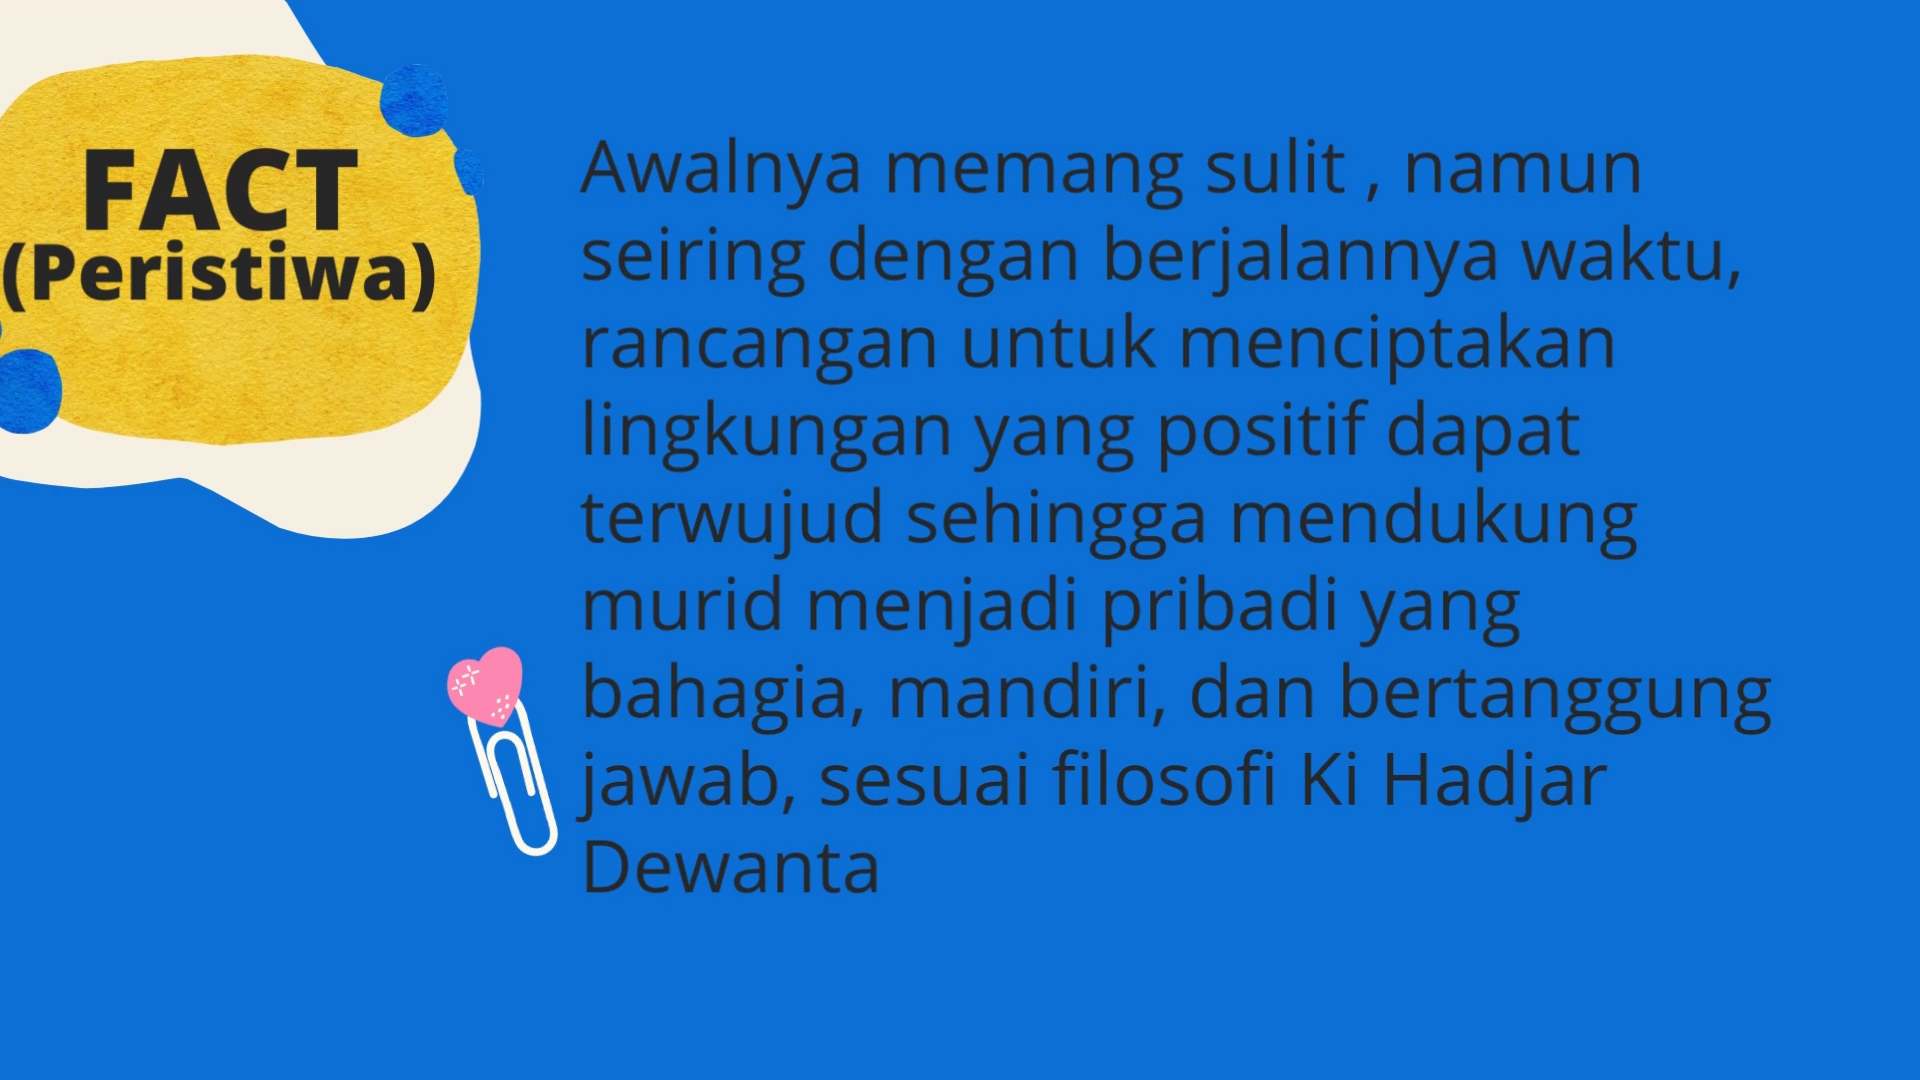 FACT
(Peristiwa)
Awalnya memang sulit , namun
seiring dengan berjalannya waktu,
rancangan untuk menciptakan
lingkungan yang positif dapat
terwujud sehingga mendukung
murid menjadi pribadi yang
bahagia, mandiri, dan bertanggung
jawab, sesuai filosofi Ki Hadjar
Dewanta